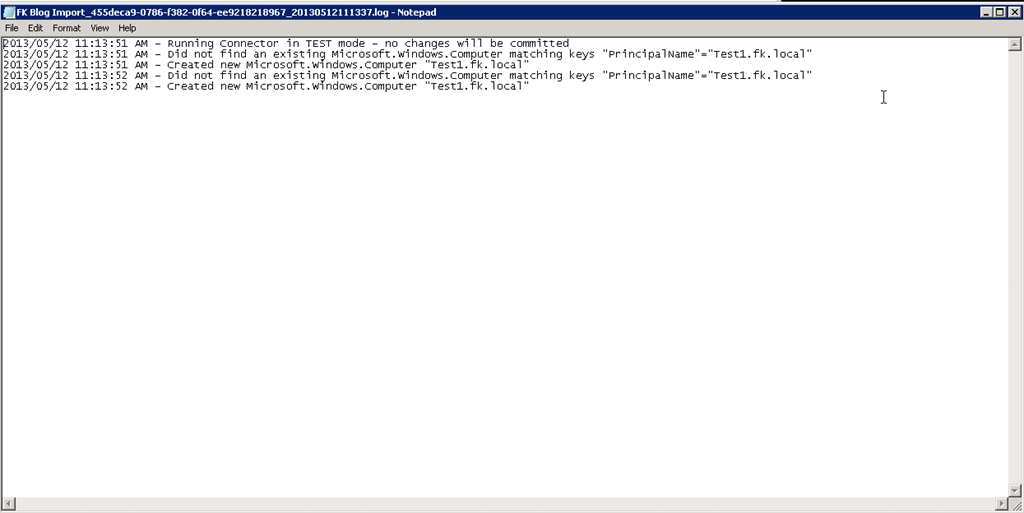 FK Blog Import_455deca9-0786-f382-0f64-ee9218218967_20130512111337.log - Notepad
File Edit Format View Help
2013/05/12 11:13:51 AM - Running Connector in TEST mode - no changes will be committed
2013/05/12 11:13:51 AM - Did not find an existing Microsoft.Windows.Computer matching keys "PrincipalName"="Test1.fk.local"
2013/05/12 11:13:51 AM - Created new Microsoft.Windows.Computer "Test1.fk.local"
2013/05/12 11:13:52 AM - Did not find an existing Microsoft.Windows.Computer matching keys "PrincipalName"="Test1.fk.local"
2013/05/12 11:13:52 AM - Created new Microsoft.Windows.Computer "Test1.fk.local"